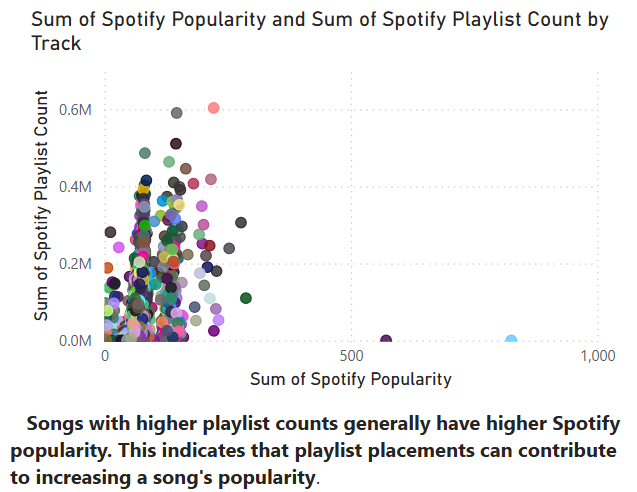 Sum of Spotify Popularity and Sum of Spotify Playlist Count by
Track
Sum of Spotify Playlist Count
0.6M
0.4M
0.2M
0.0M
0
500
1,000
Sum of Spotify Popularity
Songs with higher playlist counts generally have higher Spotify
popularity. This indicates that playlist placements can contribute
to increasing a song's popularity.